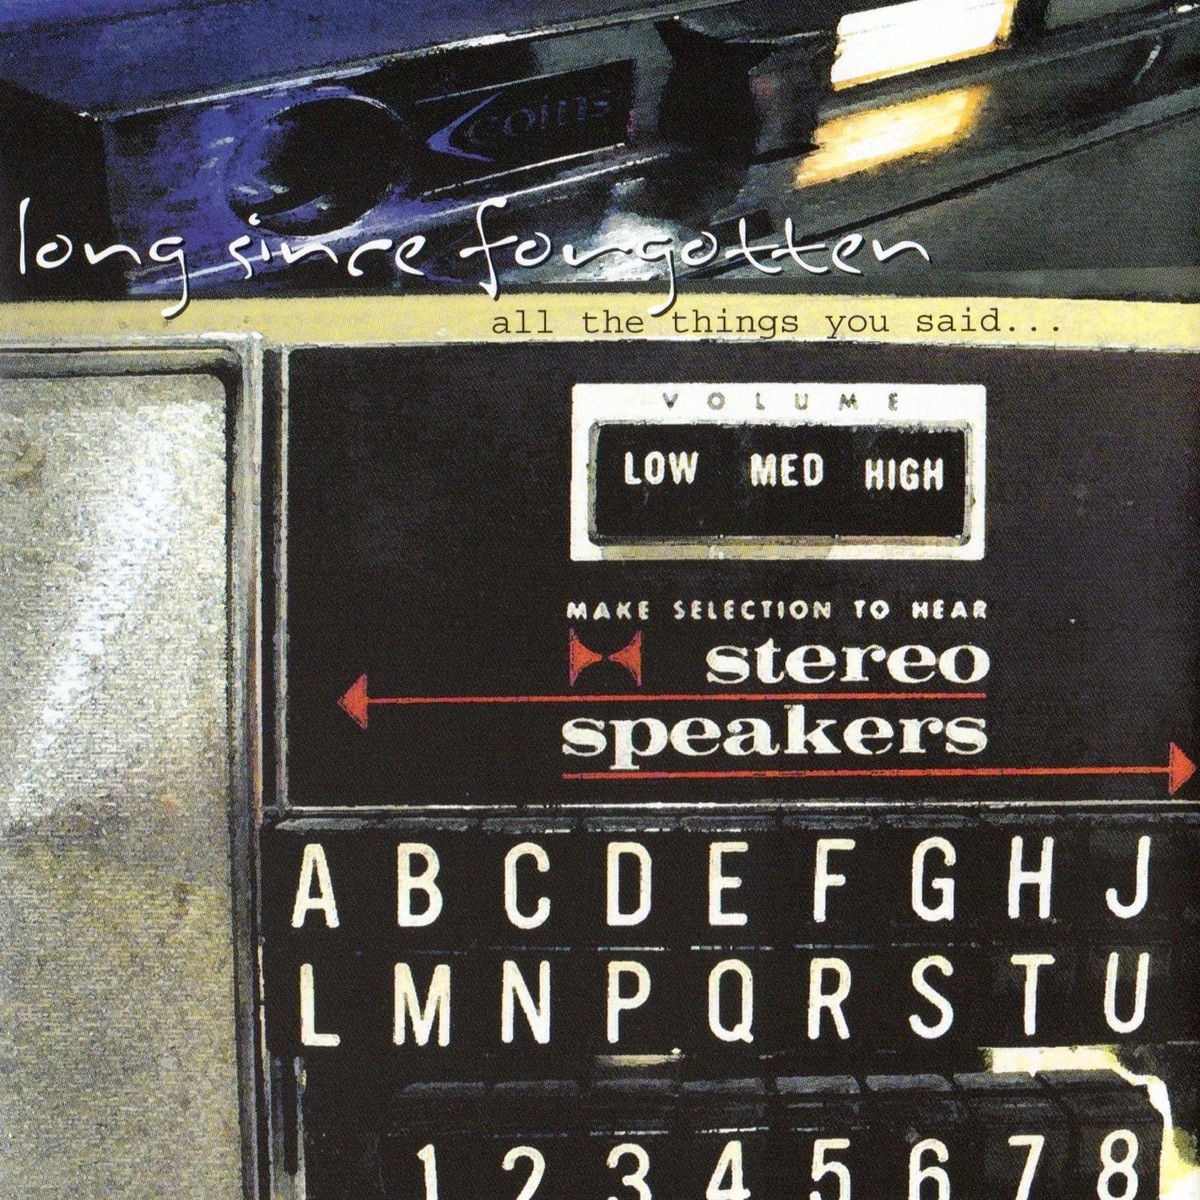 coins
long since forgotten
all the things you said...
VOLUME
LOW MED HIGH
MAKE SELECTION TO HEAR
stereo
speakers
A B C D E F G H J
L M N P Q R S T U
1 2 3 4 5 6 7 8